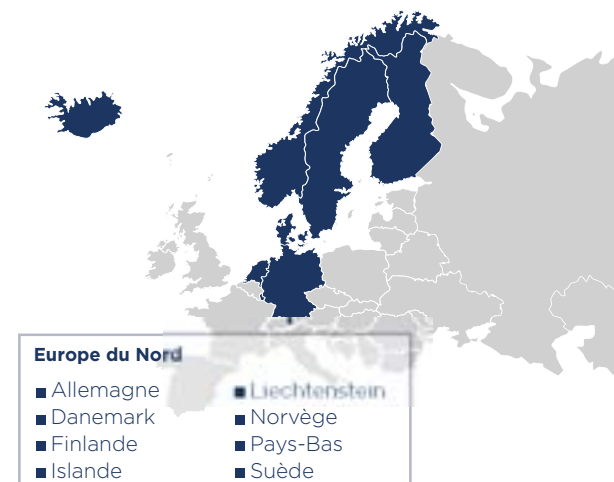 Europe du Nord
Allemagne
Danemark
Finlande
Islande
Liechtenstein
Norvège
Pays-Bas
Suède